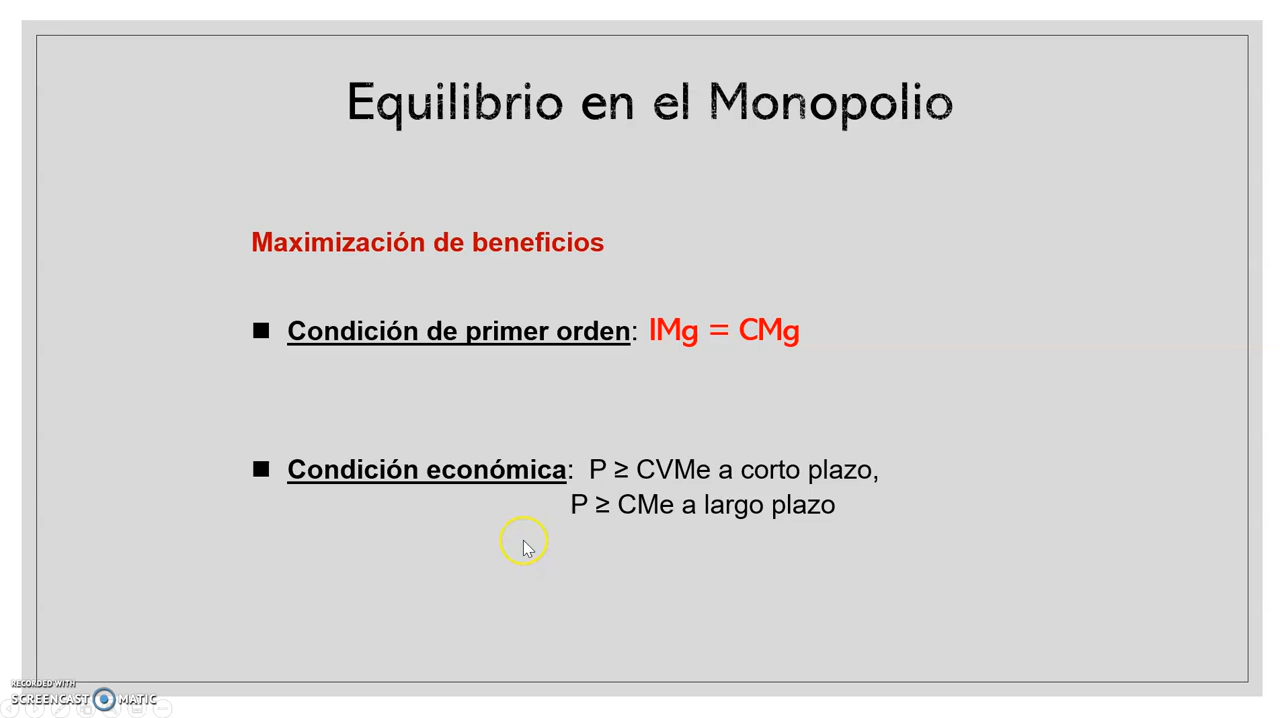 Equilibrio en el Monopolio
Maximización de beneficios
■ Condición de primer orden: IMg = CMg
■ Condición económica: P ≥ CVMe a corto plazo,
P ≥ CMe a largo plazo
RECORDED WITH
SCREENCAST MATIC